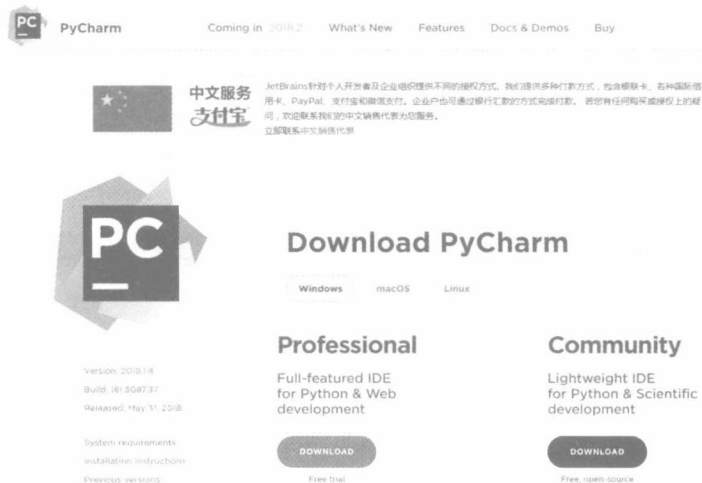 PC PyCharm Coming in 2018.2 What's New Features Docs & Demos Buy
中文服务
支付宝
JetBrains针对个人开发者及企业组织提供不同的授权方式。我们提供多种付款方式，包含银联卡、各种国际信
用卡、PayPal、支付宝和微信支付。企业户也可通过银行汇款的方式完成付款。 若您有任何购买或授权上的疑
问，欢迎联系我们的中文销售代表为您服务。
立即联系中文销售代表
PC
Download PyCharm
Windows macOS Linux
Professional
Full-featured IDE
for Python & Web
development
DOWNLOAD
Free trial
Community
Lightweight IDE
for Python & Scientific
development
DOWNLOAD
Free, open-source
Version: 2018.1.4
Build: 181.5087.37
Released: May 31, 2018
System requirements
Installation Instructions
Previous versions